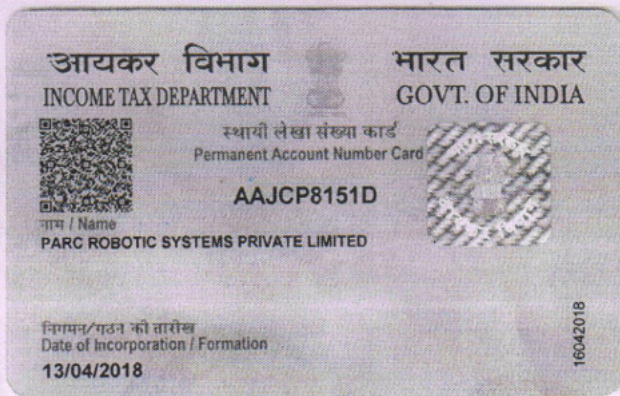 आयकर विभाग
INCOME TAX DEPARTMENT
भारत सरकार
GOVT. OF INDIA
स्थायी लेखा संख्या कार्ड
Permanent Account Number Card
AAJCP8151D
नाम / Name
PARC ROBOTIC SYSTEMS PRIVATE LIMITED
निगमन/गठन की तारीख
Date of Incorporation / Formation
13/04/2018
16042018